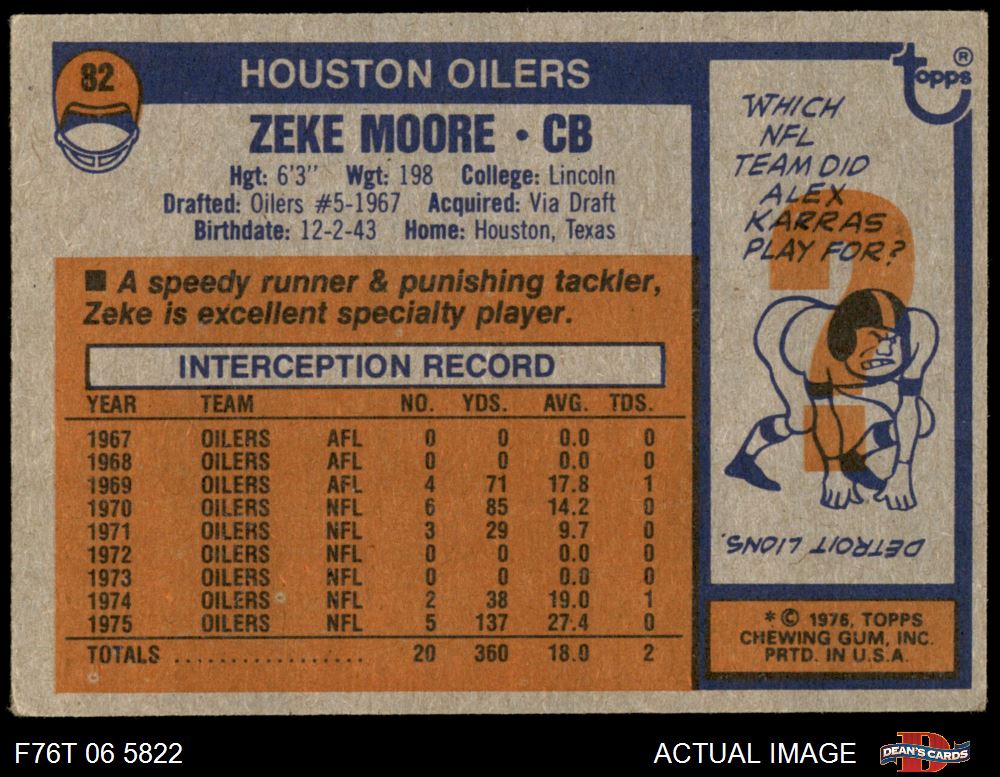 82
HOUSTON OILERS
ZEKE MOORE • CB
Hgt: 6'3" Wgt: 198 College: Lincoln
Drafted: Oilers #5-1967 Acquired: Via Draft
Birthdate: 12-2-43 Home: Houston, Texas
■ A speedy runner & punishing tackler,
Zeke is excellent specialty player.
INTERCEPTION RECORD
YEAR TEAM NO. YDS. AVG. TDS.
1967 OILERS AFL 0 0 0.0 0
1968 OILERS AFL 0 0 0.0 0
1969 OILERS AFL 4 71 17.8 1
1970 OILERS NFL 6 85 14.2 0
1971 OILERS NFL 3 29 9.7 0
1972 OILERS NFL 0 0 0.0 0
1973 OILERS NFL 0 0 0.0 0
1974 OILERS NFL 2 38 19.0 1
1975 OILERS NFL 5 137 27.4 0
TOTALS .................. 20 360 18.0 2
topps ®
WHICH
NFL
TEAM DID
ALEX
KARRAS
PLAY FOR?
?
DETROIT LIONS.
* © 1976, TOPPS
CHEWING GUM, INC.
PRTD. IN U.S.A.
F76T 06 5822
ACTUAL IMAGE
D
DEAN'S CARDS